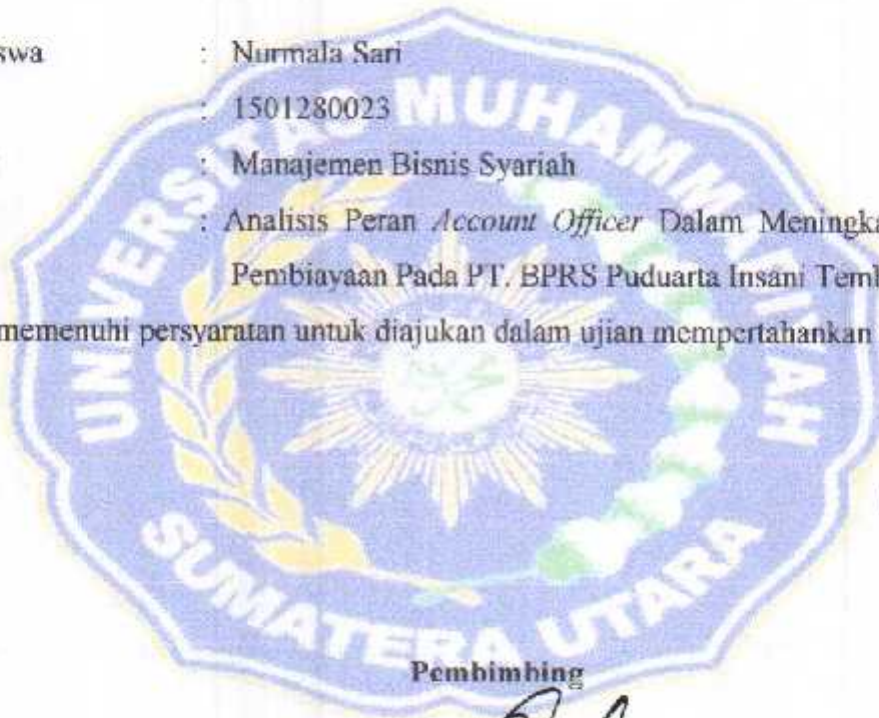 swa : Nurmala Sari
: 1501280023
: Manajemen Bisnis Syariah
: Analisis Peran Account Officer Dalam Meningka
Pembiayaan Pada PT. BPRS Puduarta Insani Teml
memenuhi persyaratan untuk diajukan dalam ujian mempertahankan
UNIVERSITAS MUHAMMADIYAH
SUMATERA UTARA
Pembimbing